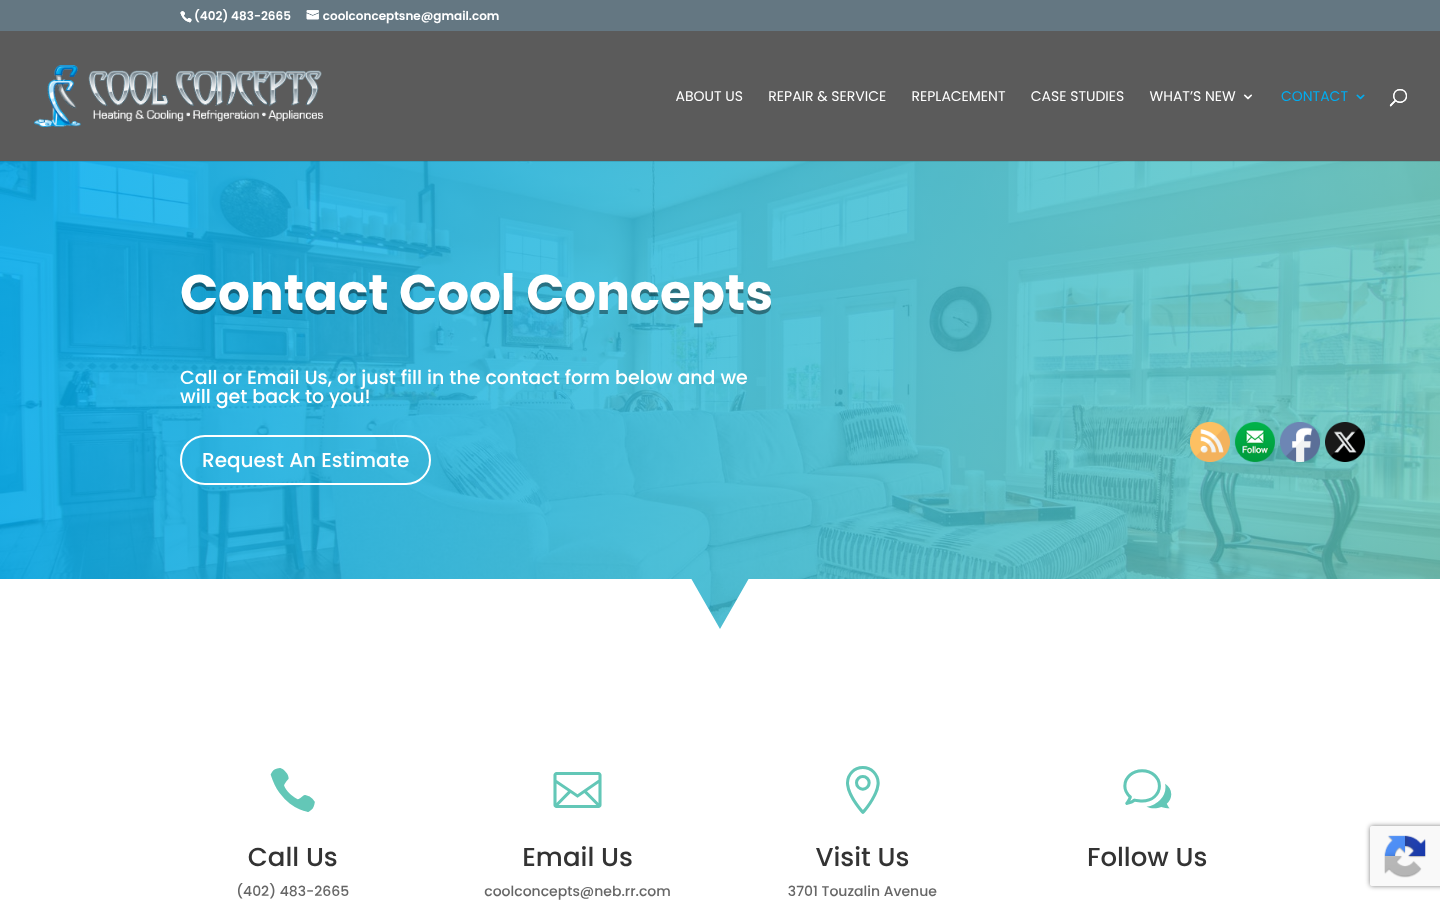 (402) 483-2665 coolconceptsne@gmail.com
COOL CONCEPTS
Heating & Cooling • Refrigeration • Appliances
ABOUT US REPAIR & SERVICE REPLACEMENT CASE STUDIES WHAT’S NEW CONTACT
Contact Cool Concepts
Call or Email Us, or just fill in the contact form below and we
will get back to you!
Request An Estimate
Follow
Call Us Email Us Visit Us Follow Us
(402) 483-2665 coolconcepts@neb.rr.com 3701 Touzalin Avenue